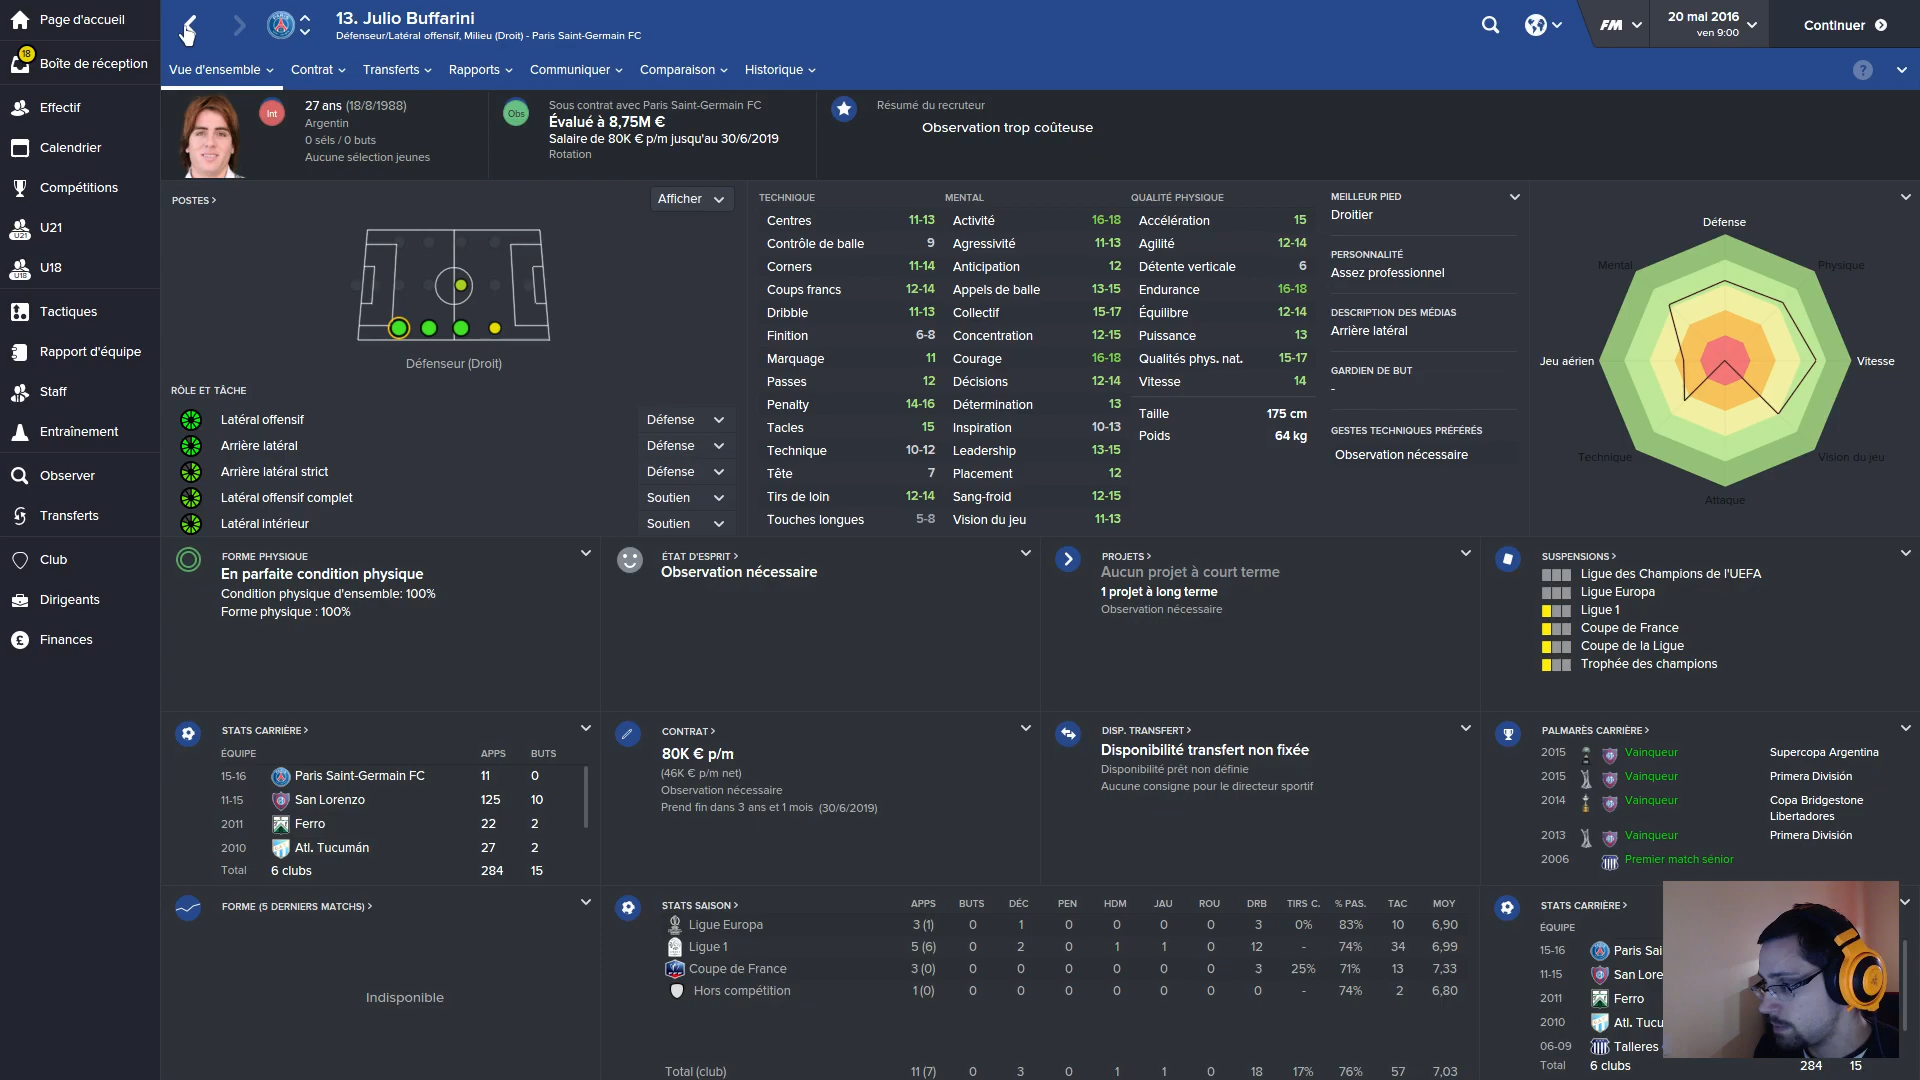 Page d'accueil
18
Boîte de réception
Effectif
Calendrier
Compétitions
U21
U21
U18
U18
Tactiques
Rapport d'équipe
Staff
Entraînement
Observer
Transferts
Club
Dirigeants
Finances
13. Julio Buffarini
Défenseur/Latéral offensif, Milieu (Droit) - Paris Saint-Germain FC
FM
20 mai 2016
ven 9:00
Continuer
Vue d'ensemble Contrat Transferts Rapports Communiquer Comparaison Historique
?
Int
27 ans (18/8/1988)
Argentin
0 séls / 0 buts
Aucune sélection jeunes
Obs
Sous contrat avec Paris Saint-Germain FC
Évalué à 8,75M €
Salaire de 80K € p/m jusqu'au 30/6/2019
Rotation
Résumé du recruteur
Observation trop coûteuse
POSTES >
Afficher
Défenseur (Droit)
RÔLE ET TÂCHE
Latéral offensif Défense
Arrière latéral Défense
Arrière latéral strict Défense
Latéral offensif complet Soutien
Latéral intérieur Soutien
TECHNIQUE
Centres 11-13
Contrôle de balle 9
Corners 11-14
Coups francs 12-14
Dribble 11-13
Finition 6-8
Marquage 11
Passes 12
Penalty 14-16
Tacles 15
Technique 10-12
Tête 7
Tirs de loin 12-14
Touches longues 5-8
MENTAL
Activité 16-18
Agressivité 11-13
Anticipation 12
Appels de balle 13-15
Collectif 15-17
Concentration 12-15
Courage 16-18
Décisions 12-14
Détermination 13
Inspiration 10-13
Leadership 13-15
Placement 12
Sang-froid 12-15
Vision du jeu 11-13
QUALITÉ PHYSIQUE
Accélération 15
Agilité 12-14
Détente verticale 6
Endurance 16-18
Équilibre 12-14
Puissance 13
Qualités phys. nat. 15-17
Vitesse 14
Taille 175 cm
Poids 64 kg
MEILLEUR PIED
Droitier
PERSONNALITÉ
Assez professionnel
DESCRIPTION DES MÉDIAS
Arrière latéral
GARDIEN DE BUT
-
GESTES TECHNIQUES PRÉFÉRÉS
Observation nécessaire
Défense
Mental
Physique
Jeu aérien
Vitesse
Technique
Vision du jeu
Attaque
FORME PHYSIQUE
En parfaite condition physique
Condition physique d'ensemble: 100%
Forme physique : 100%
ÉTAT D'ESPRIT >
Observation nécessaire
PROJETS >
Aucun projet à court terme
1 projet à long terme
Observation nécessaire
SUSPENSIONS >
Ligue des Champions de l'UEFA
Ligue Europa
Ligue 1
Coupe de France
Coupe de la Ligue
Trophée des champions
STATS CARRIÈRE >
ÉQUIPE APPS BUTS
15-16 Paris Saint-Germain FC 11 0
11-15 San Lorenzo 125 10
2011 Ferro 22 2
2010 Atl. Tucumán 27 2
Total 6 clubs 284 15
CONTRAT >
80K € p/m
(46K € p/m net)
Observation nécessaire
Prend fin dans 3 ans et 1 mois (30/6/2019)
DISP. TRANSFERT >
Disponibilité transfert non fixée
Disponibilité prêt non définie
Aucune consigne pour le directeur sportif
PALMARÈS CARRIÈRE >
2015 Vainqueur Supercopa Argentina
2015 Vainqueur Primera División
2014 Vainqueur Copa Bridgestone Libertadores
2013 Vainqueur Primera División
2006 Premier match sénior
FORME (5 DERNIERS MATCHS) >
Indisponible
STATS SAISON > APPS BUTS DÉC PEN HDM JAU ROU DRB TIRS C. % PAS. TAC MOY
Ligue Europa 3 (1) 0 1 0 0 0 0 3 0% 83% 10 6,90
Ligue 1 5 (6) 0 2 0 1 1 0 12 - 74% 34 6,99
Coupe de France 3 (0) 0 0 0 0 0 0 3 25% 71% 13 7,33
Hors compétition 1 (0) 0 0 0 0 0 0 0 - 74% 2 6,80
Total (club) 11 (7) 0 3 0 1 1 0 18 17% 76% 57 7,03
STATS CARRIÈRE >
ÉQUIPE
15-16 Paris Sai
11-15 San Lore
2011 Ferro
2010 Atl. Tucu
06-09 Talleres
Total 6 clubs 284 15